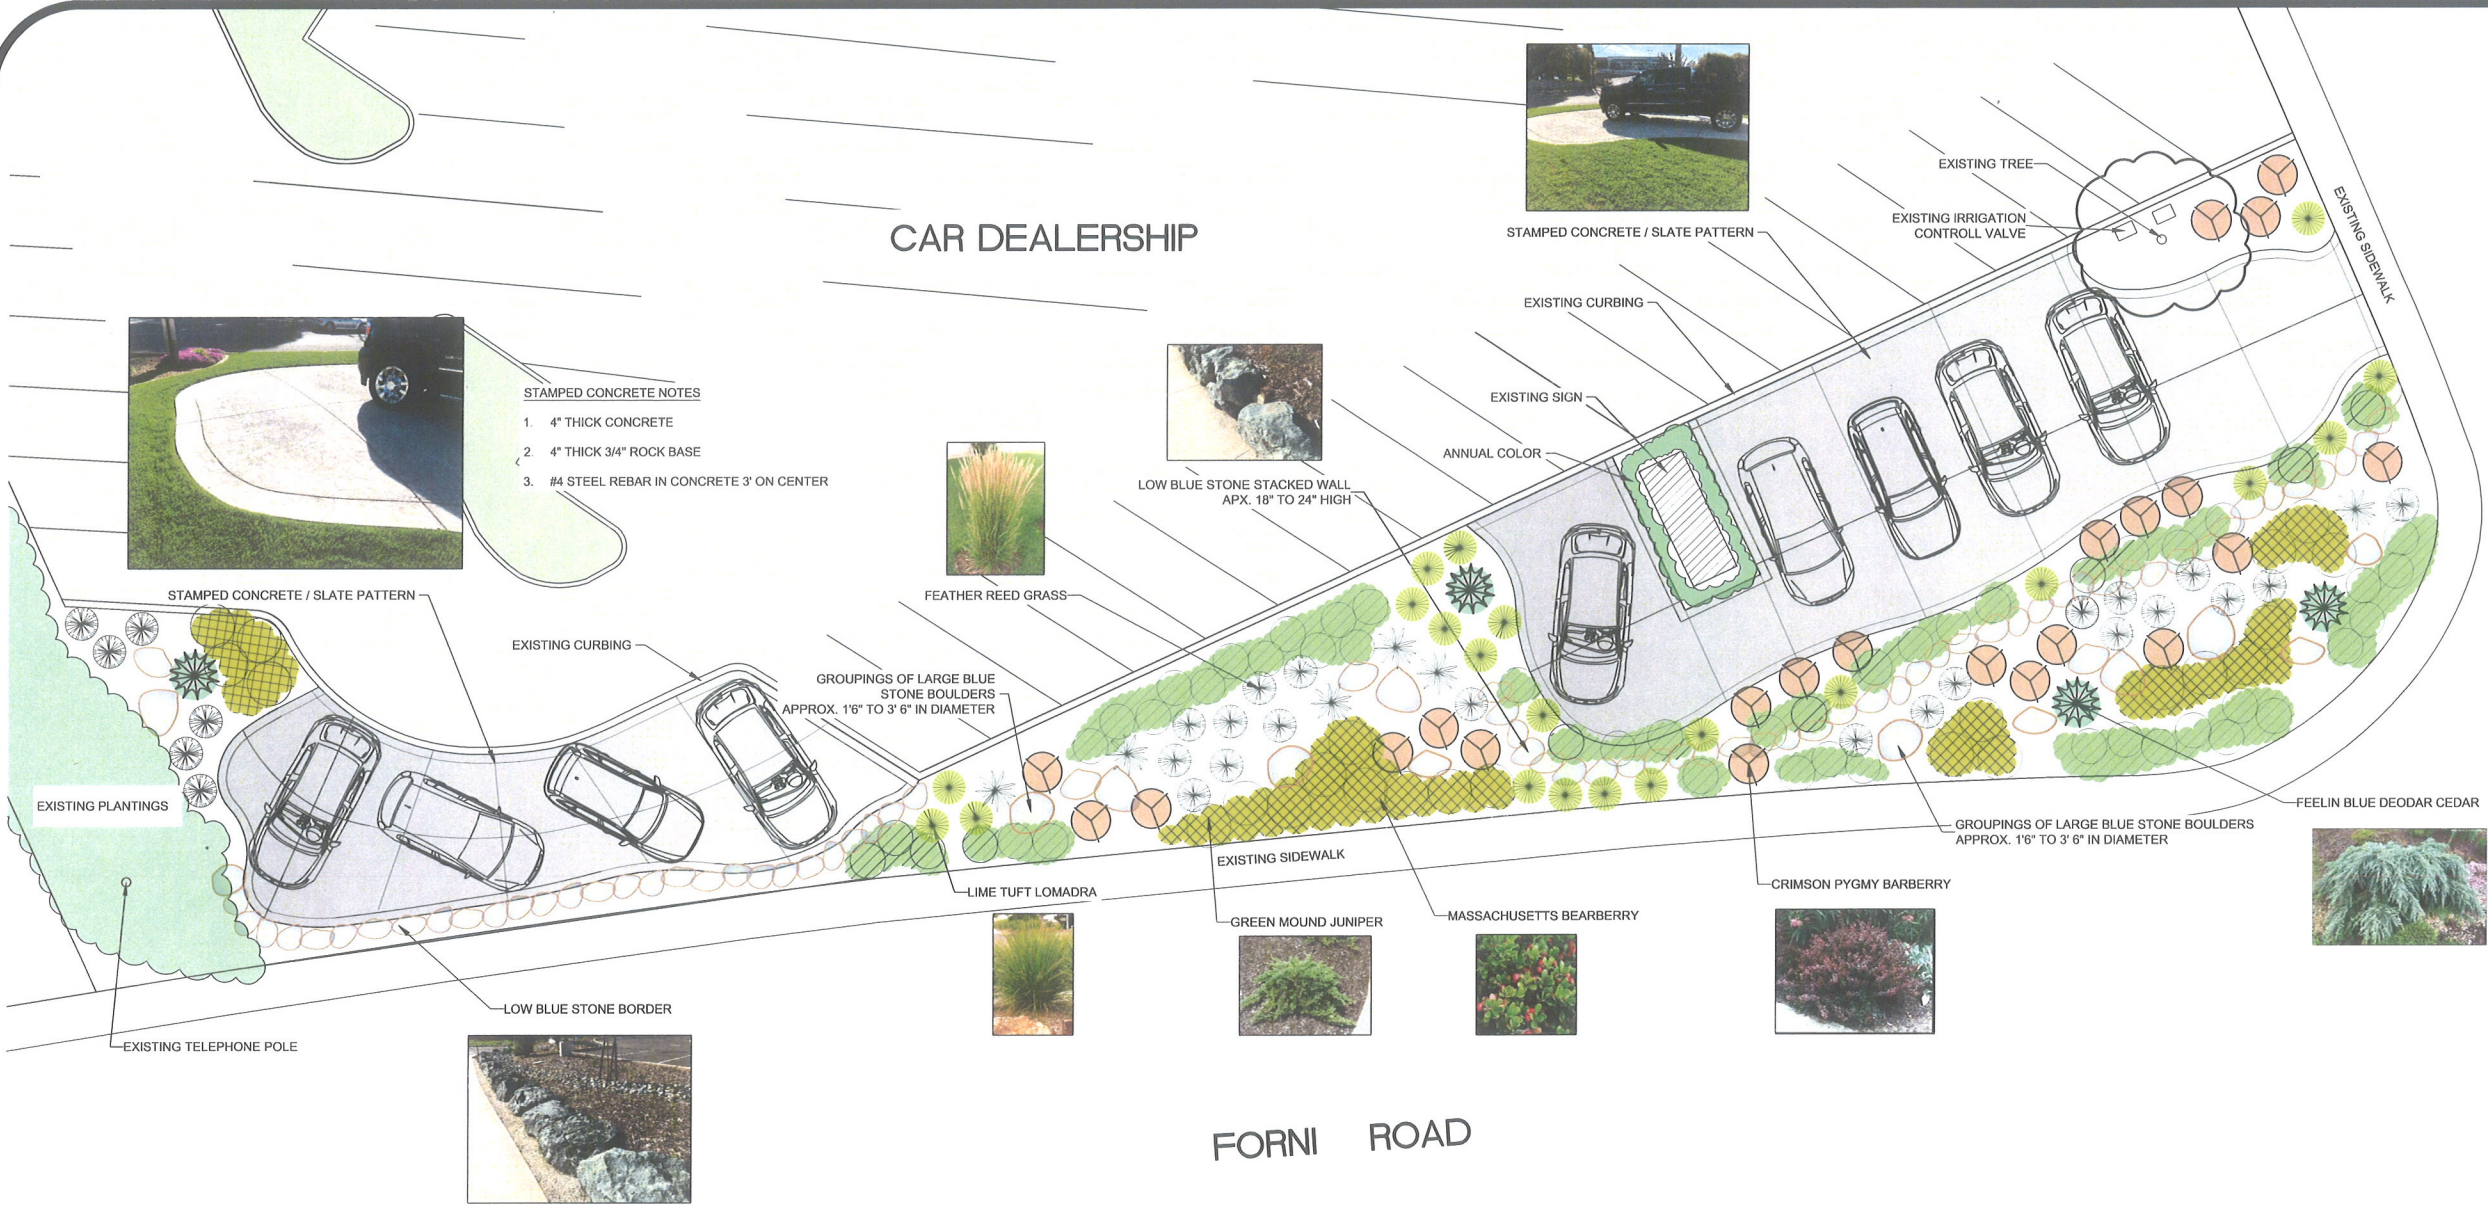 CAR DEALERSHIP
EXISTING TREE
EXISTING IRRIGATION
CONTROLL VALVE
EXISTING SIDEWALK
STAMPED CONCRETE / SLATE PATTERN
EXISTING CURBING
EXISTING SIGN
ANNUAL COLOR
LOW BLUE STONE STACKED WALL
APX. 18" TO 24" HIGH
STAMPED CONCRETE NOTES
1. 4" THICK CONCRETE
2. 4" THICK 3/4" ROCK BASE
3. #4 STEEL REBAR IN CONCRETE 3' ON CENTER
FEATHER REED GRASS
STAMPED CONCRETE / SLATE PATTERN
EXISTING CURBING
GROUPINGS OF LARGE BLUE
STONE BOULDERS
APPROX. 1'6" TO 3' 6" IN DIAMETER
EXISTING PLANTINGS
FEELIN BLUE DEODAR CEDAR
GROUPINGS OF LARGE BLUE STONE BOULDERS
APPROX. 1'6" TO 3' 6" IN DIAMETER
EXISTING SIDEWALK
CRIMSON PYGMY BARBERRY
LIME TUFT LOMADRA
MASSACHUSETTS BEARBERRY
GREEN MOUND JUNIPER
LOW BLUE STONE BORDER
EXISTING TELEPHONE POLE
FORNI ROAD